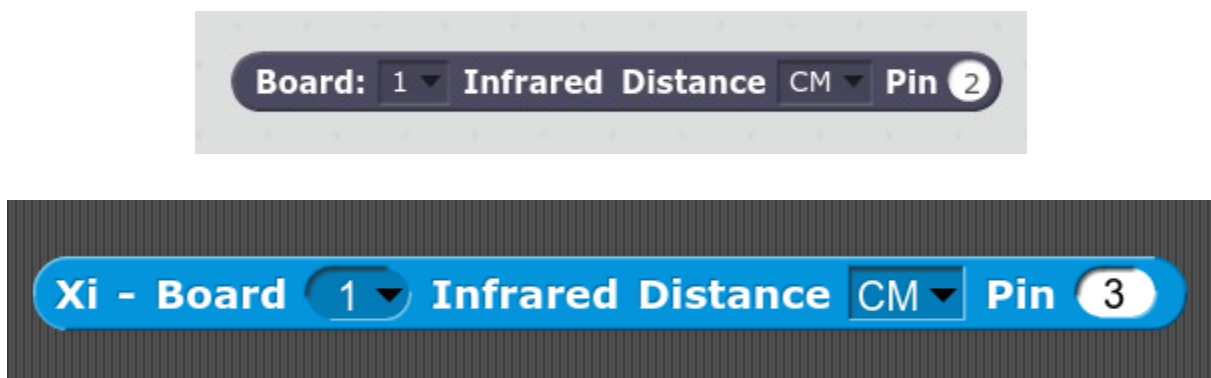 Board: 1 Infrared Distance CM Pin 2
Xi - Board 1 Infrared Distance CM Pin 3